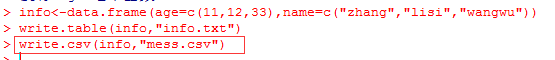 > info<-data.frame(age=c(11,12,33),name=c("zhang","lisi","wangwu"))
> write.table(info,"info.txt")
> write.csv(info,"mess.csv")
>